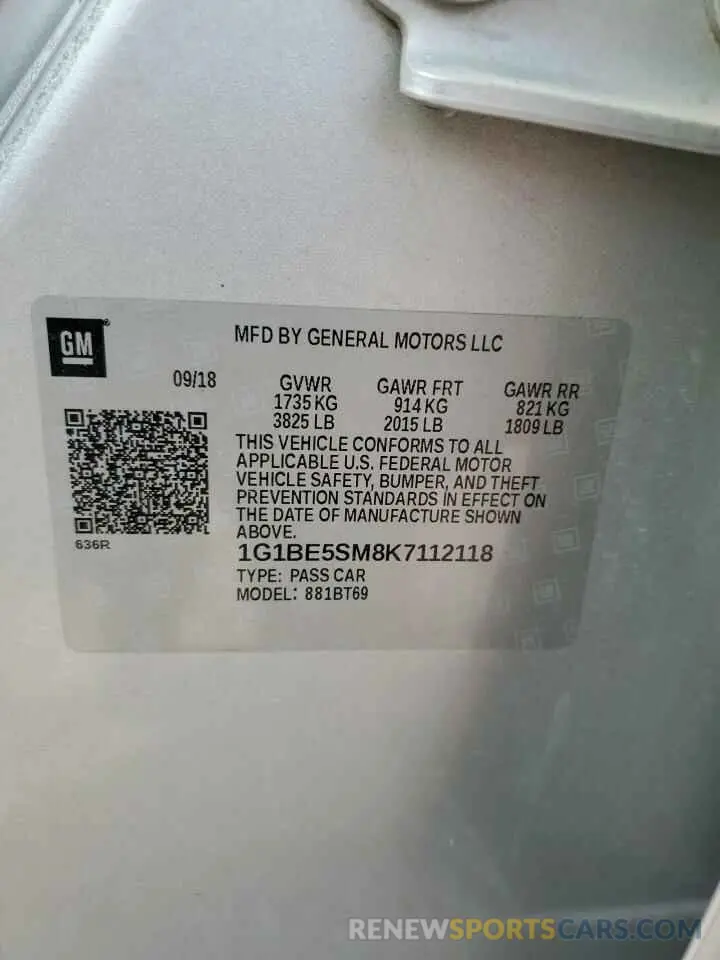 GM
MFD BY GENERAL MOTORS LLC
09/18
GVWR GAWR FRT GAWR RR
1735 KG 914 KG 821 KG
3825 LB 2015 LB 1809 LB
THIS VEHICLE CONFORMS TO ALL
APPLICABLE U.S. FEDERAL MOTOR
VEHICLE SAFETY, BUMPER, AND THEFT
PREVENTION STANDARDS IN EFFECT ON
THE DATE OF MANUFACTURE SHOWN
ABOVE.
636R
1G1BE5SM8K7112118
TYPE: PASS CAR
MODEL: 881BT69
RENEWSPORTSCARS.COM